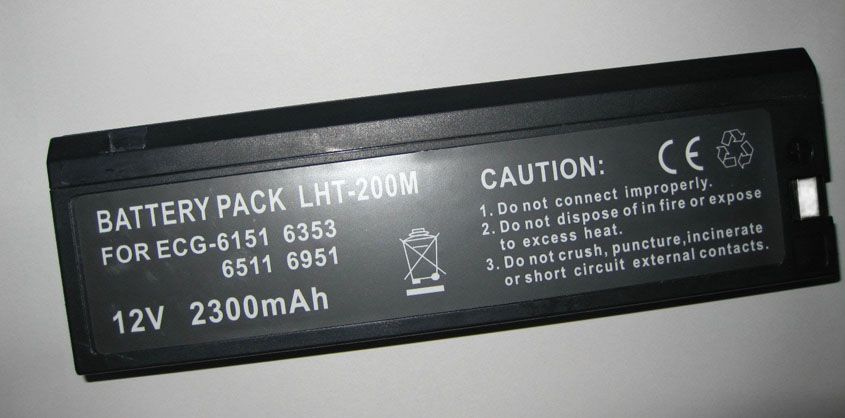 BATTERY PACK LHT-200M
FOR ECG-6151 6353
6511 6951
12V 2300mAh
CAUTION:
1. Do not connect improperly.
2. Do not dispose of in fire or expose
to excess heat.
3. Do not crush, puncture, incinerate
or short circuit external contacts.
CE